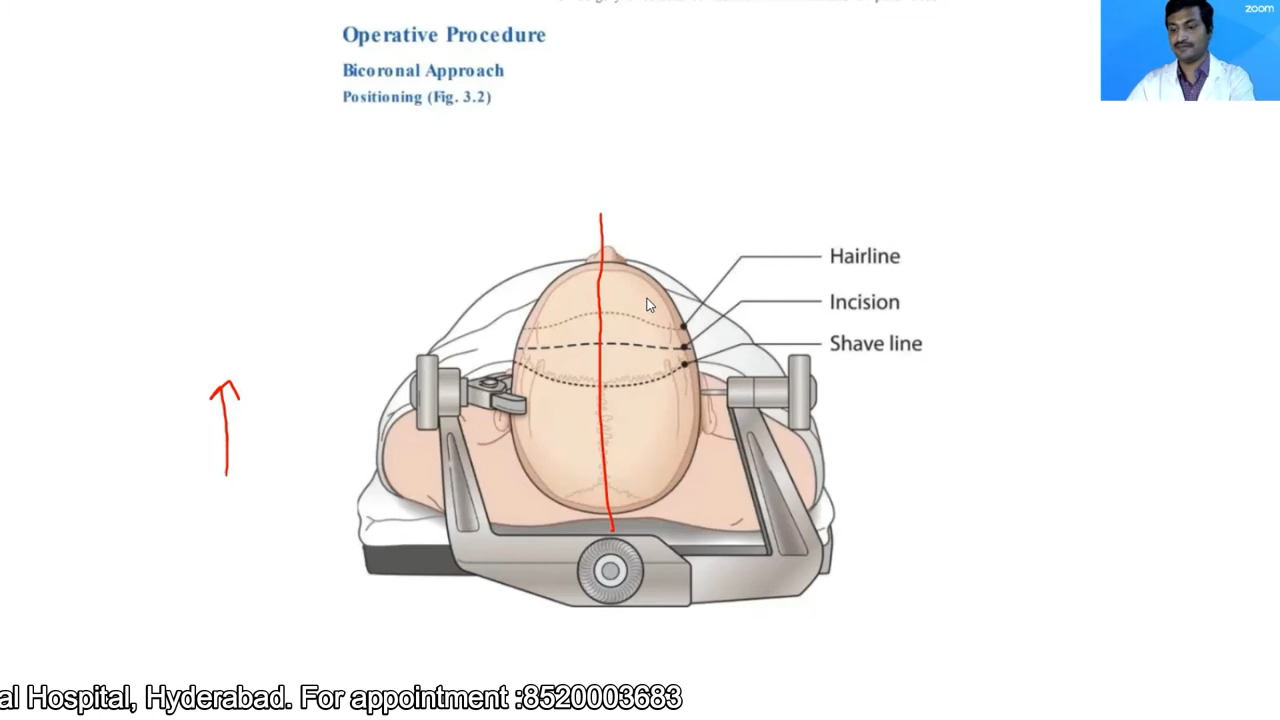 zoom
Operative Procedure
Bicoronal Approach
Positioning (Fig. 3.2)
Hairline
Incision
Shave line
al Hospital, Hyderabad. For appointment :8520003683